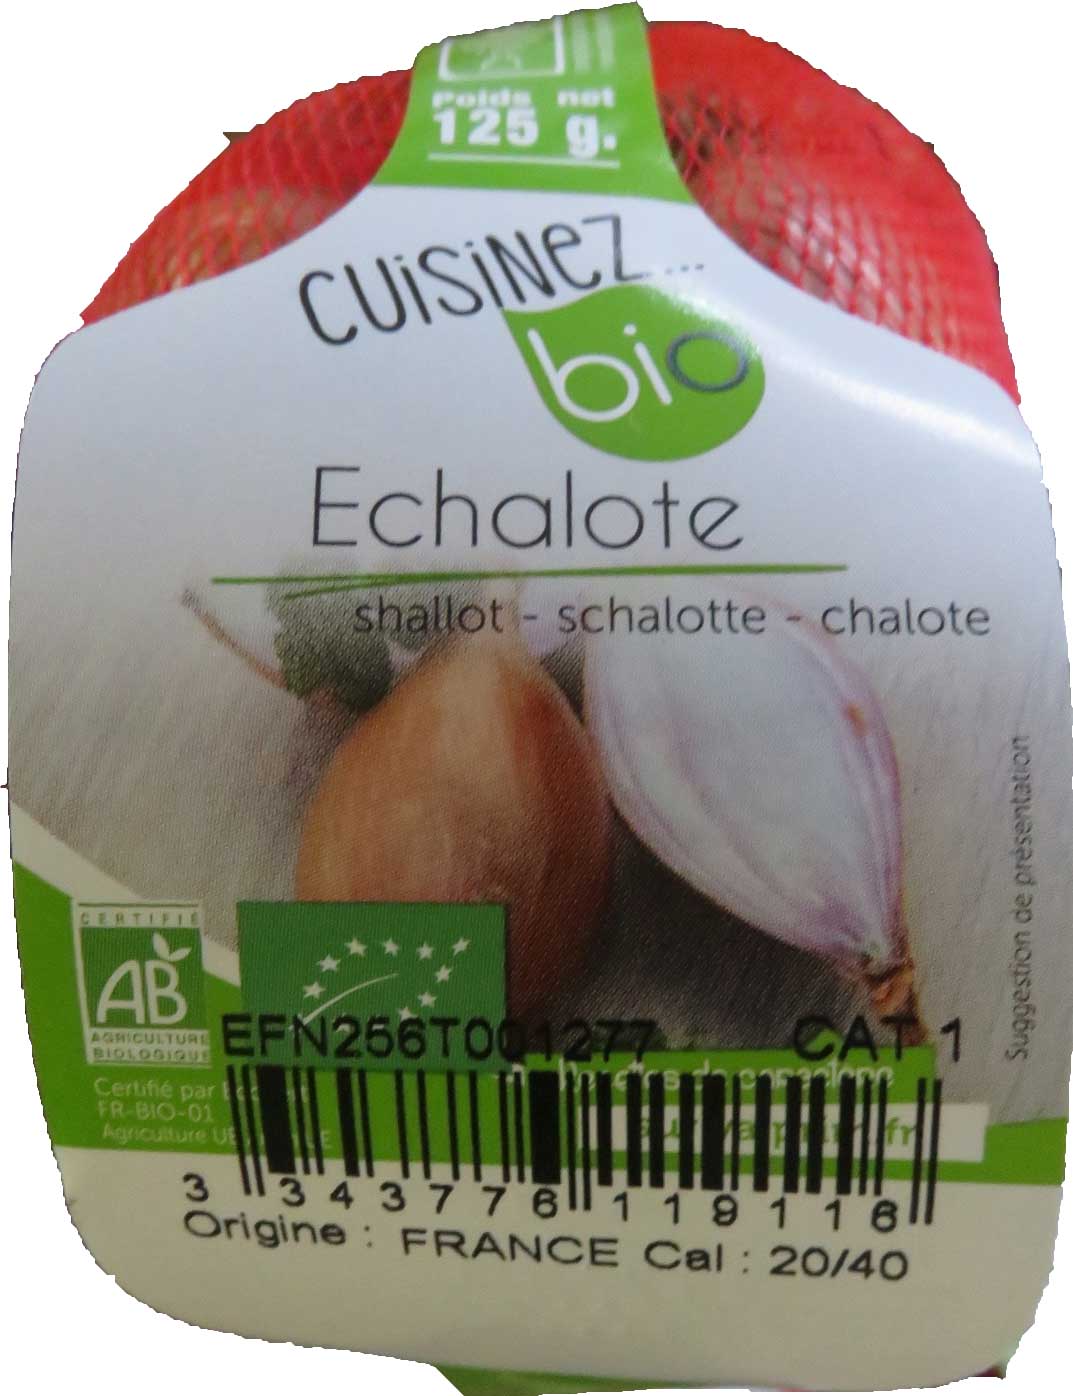 Poids net
125 g.
CUISINEZ...
bio
Echalote
shallot - schalotte - chalote
Suggestion de présentation
CERTIFIÉ
AB
AGRICULTURE
BIOLOGIQUE
EFN256T001277 CAT 1
Certifié par
FR-BIO-01
Agriculture
3 343776 119116
Origine : FRANCE Cal : 20/40